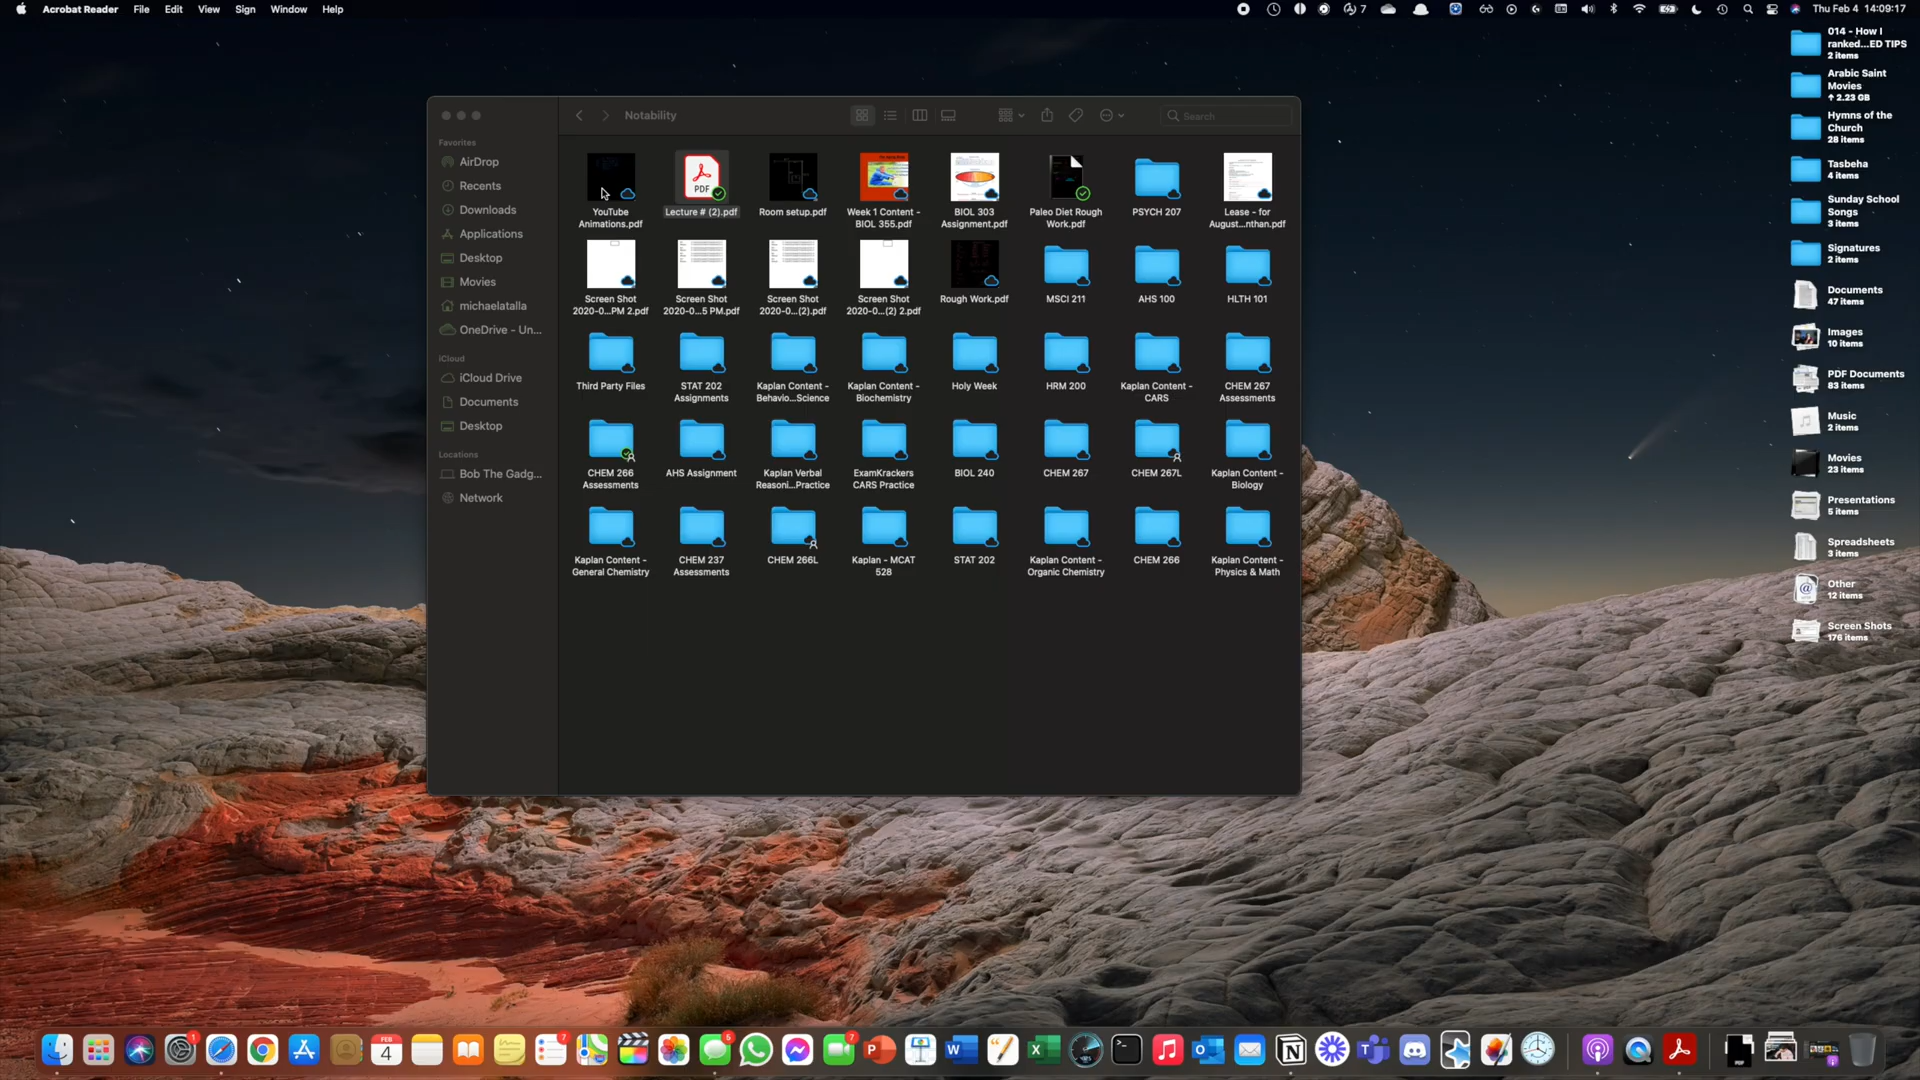 Acrobat Reader File Edit View Sign Window Help
7
Thu Feb 4 14:09:17
Notability
Search
Favorites
AirDrop
Recents
Downloads
Applications
Desktop
Movies
michaelatalla
OneDrive - Un...
iCloud
iCloud Drive
Documents
Desktop
Locations
Bob The Gadg...
Network
PDF
YouTube
Animations.pdf
Lecture # (2).pdf
Room setup.pdf
Week 1 Content -
BIOL 355.pdf
BIOL 303
Assignment.pdf
Paleo Diet Rough
Work.pdf
PSYCH 207
Lease - for
August...nthan.pdf
Screen Shot
2020-0...PM 2.pdf
Screen Shot
2020-0...5 PM.pdf
Screen Shot
2020-0...(2).pdf
Screen Shot
2020-0...(2) 2.pdf
Rough Work.pdf
MSCI 211
AHS 100
HLTH 101
Third Party Files
STAT 202
Assignments
Kaplan Content -
Behavio...Science
Kaplan Content -
Biochemistry
Holy Week
HRM 200
Kaplan Content -
CARS
CHEM 267
Assessments
CHEM 266
Assessments
AHS Assignment
Kaplan Verbal
Reasoni...Practice
ExamKrackers
CARS Practice
BIOL 240
CHEM 267
CHEM 267L
Kaplan Content -
Biology
Kaplan Content -
General Chemistry
CHEM 237
Assessments
CHEM 266L
Kaplan - MCAT
528
STAT 202
Kaplan Content -
Organic Chemistry
CHEM 266
Kaplan Content -
Physics & Math
014 - How I
ranked...ED TIPS
2 items
Arabic Saint
Movies
↑ 2.23 GB
Hymns of the
Church
28 items
Tasbeha
4 items
Sunday School
Songs
3 items
Signatures
2 items
Documents
47 items
Images
10 items
PDF Documents
83 items
Music
2 items
Movies
23 items
Presentations
5 items
Spreadsheets
3 items
Other
12 items
Screen Shots
176 items
1
FEB
4
7
5
7